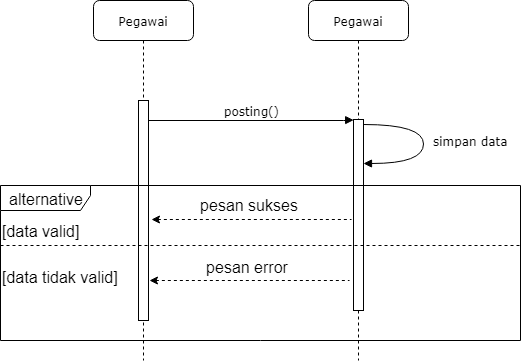 Pegawai
Pegawai
posting()
simpan data
alternative
pesan sukses
[data valid]
pesan error
[data tidak valid]